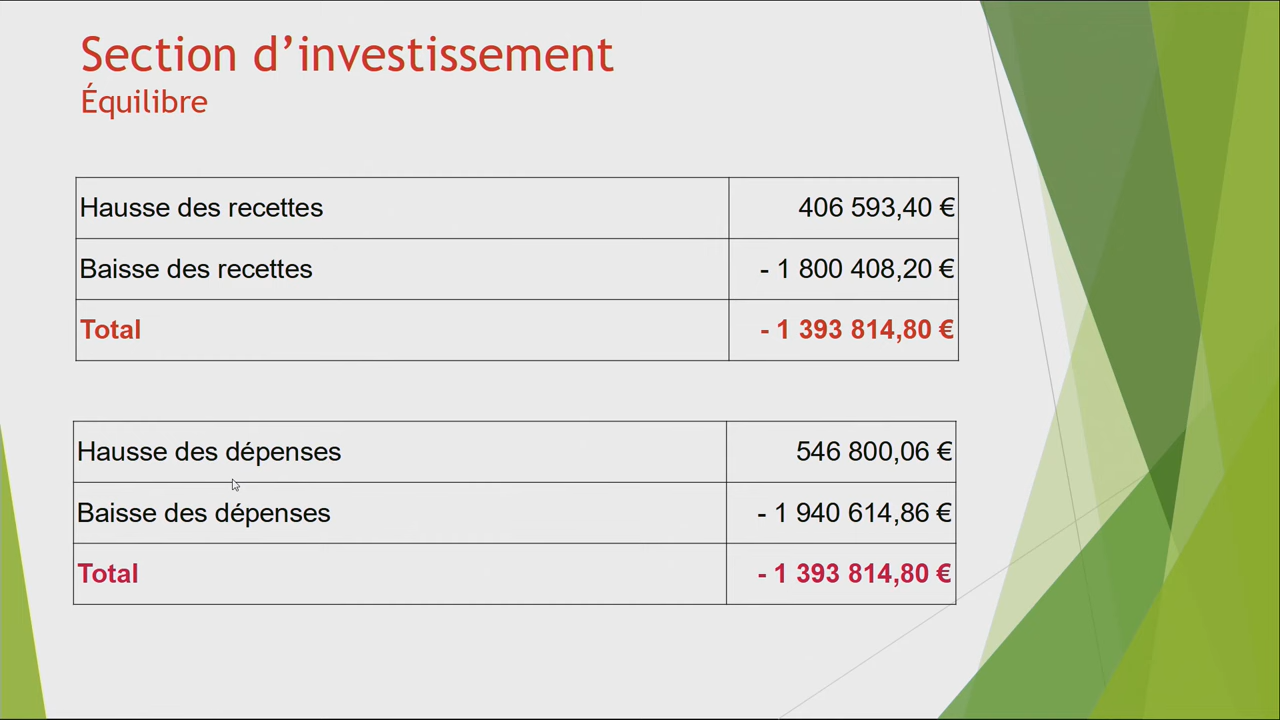 Section d’investissement
Équilibre
Hausse des recettes 406 593,40 €
Baisse des recettes - 1 800 408,20 €
Total - 1 393 814,80 €
Hausse des dépenses 546 800,06 €
Baisse des dépenses - 1 940 614,86 €
Total - 1 393 814,80 €